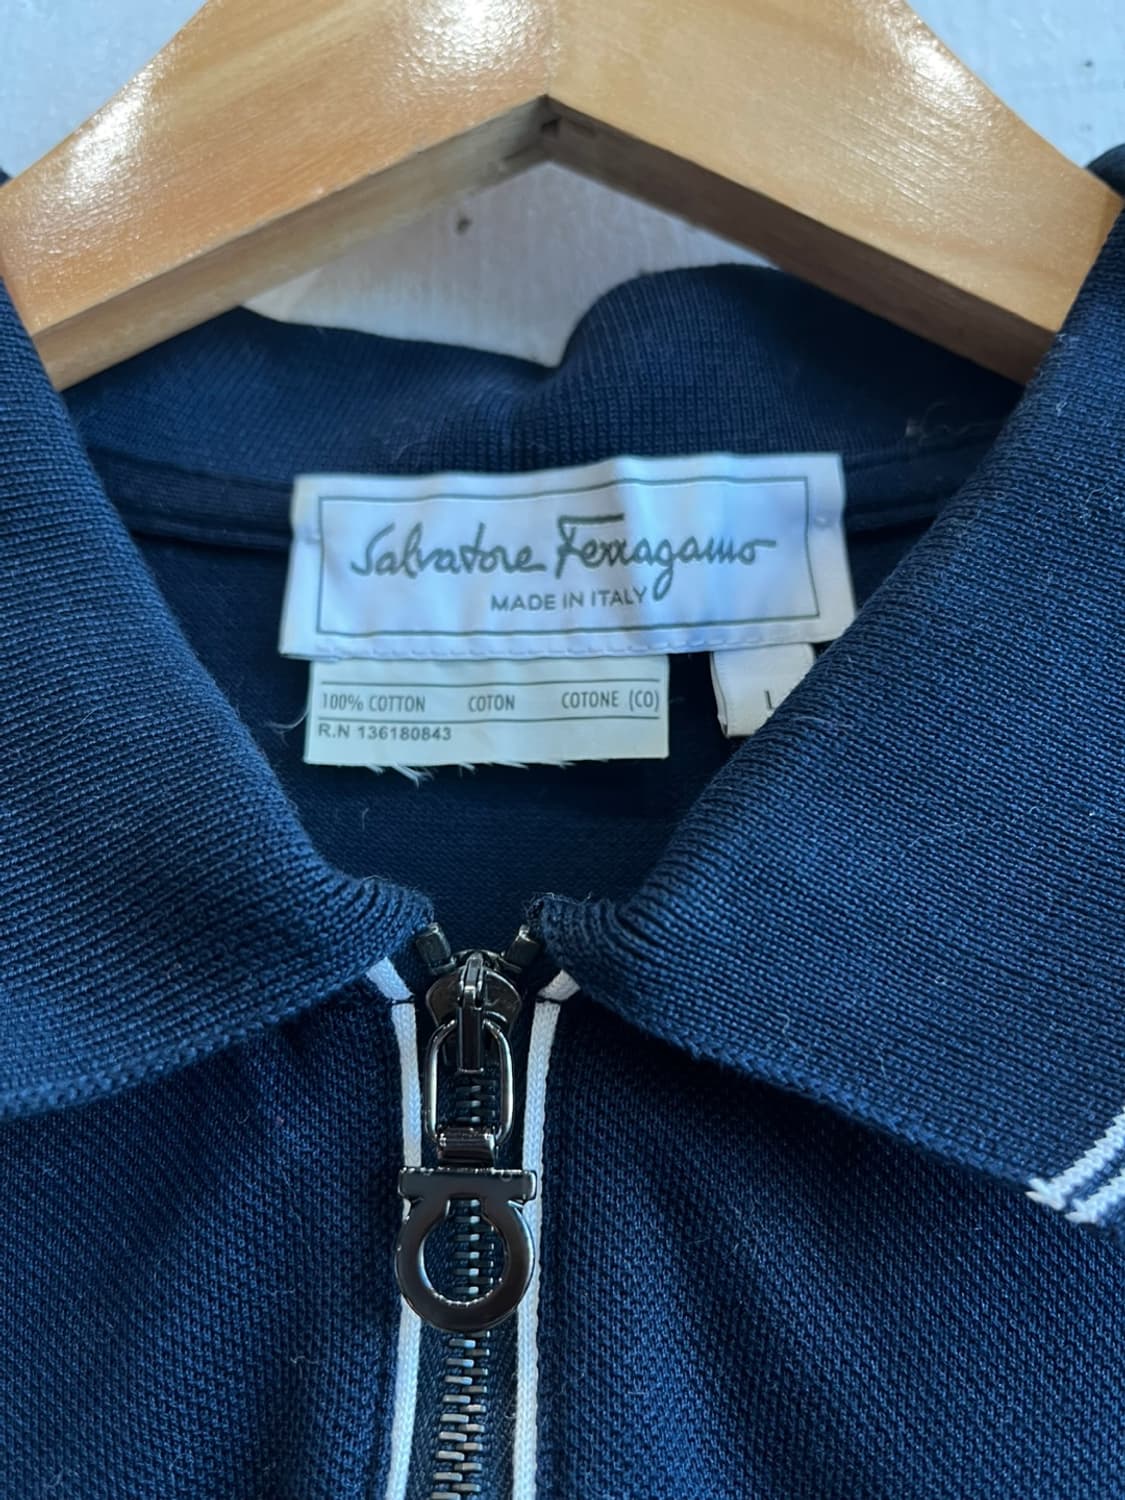 Salvatore Ferragamo
MADE IN ITALY
100% COTTON COTON COTONE (CO)
R.N 136180843
L